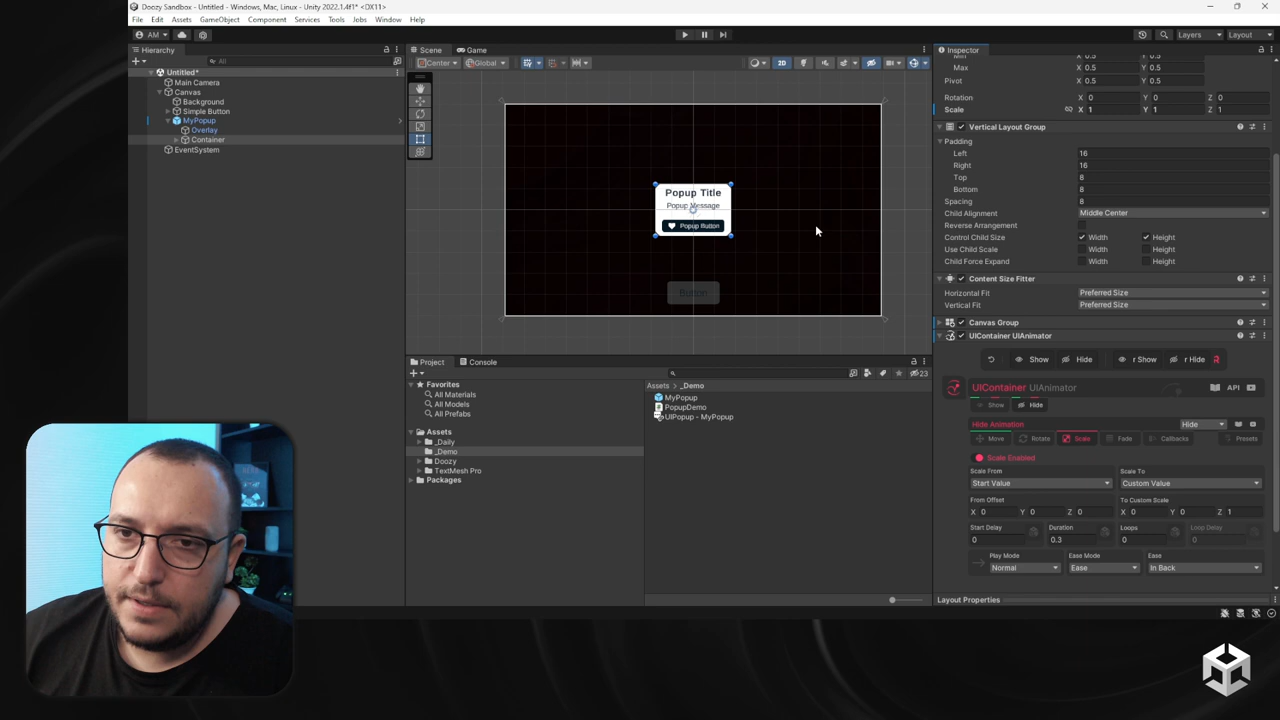 Doozy Sandbox - Untitled - Windows, Mac, Linux - Unity 2022.1.4f1* <DX11>
File Edit Assets GameObject Component Services Tools Jobs Window Help
AM
Layers Layout
Hierarchy
Scene Game
Inspector
All
Center Global
2D
Untitled*
Main Camera
Canvas
Background
Simple Button
MyPopup
Overlay
Container
EventSystem
Popup Title
Popup Message
Popup Button
Button
Min X 0.5 Y 0.5
Max X 0.5 Y 0.5
Pivot X 0.5 Y 0.5
Rotation X 0 Y 0 Z 0
Scale X 1 Y 1 Z 1
Vertical Layout Group
Padding
Left 16
Right 16
Top 8
Bottom 8
Spacing 8
Child Alignment Middle Center
Reverse Arrangement
Control Child Size Width Height
Use Child Scale Width Height
Child Force Expand Width Height
Content Size Fitter
Horizontal Fit Preferred Size
Vertical Fit Preferred Size
Canvas Group
UIContainer UIAnimator
Show Hide r Show r Hide R
UIContainer UIAnimator API
Show Hide
Hide Animation Hide
Move Rotate Scale Fade Callbacks Presets
Scale Enabled
Scale From Scale To
Start Value Custom Value
From Offset To Custom Scale
X 0 Y 0 Z 0 X 0 Y 0 Z 1
Start Delay Duration Loops Loop Delay
0 0.3 0 0
Play Mode Ease Mode Ease
Normal Ease In Back
Layout Properties
Project Console
23
Favorites
All Materials
All Models
All Prefabs
Assets
_Daily
_Demo
Doozy
TextMesh Pro
Packages
Assets > _Demo
MyPopup
PopupDemo
UIPopup - MyPopup